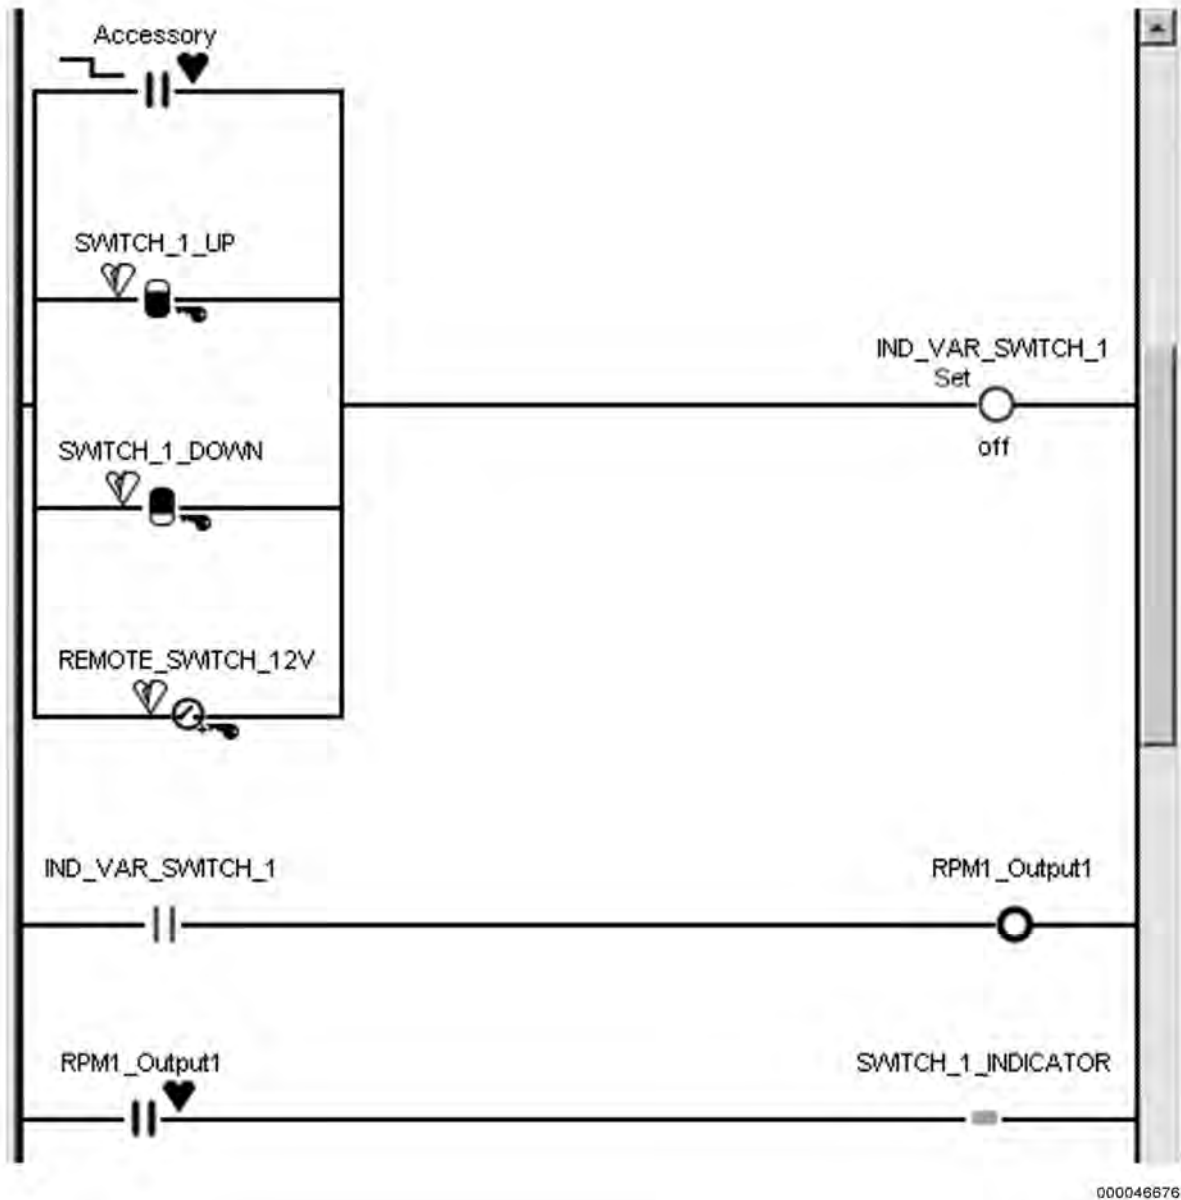 Accessory
SWITCH_1_UP
IND_VAR_SWITCH_1
Set
off
SWITCH_1_DOWN
REMOTE_SWITCH_12V
IND_VAR_SWITCH_1
RPM1_Output1
RPM1_Output1
SWITCH_1_INDICATOR
000046676